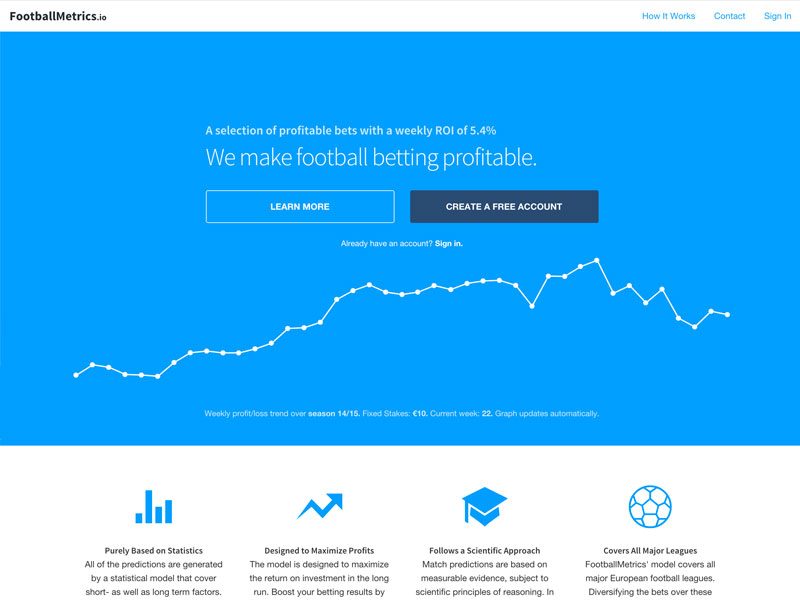 FootballMetrics.io
How It Works Contact Sign In
A selection of profitable bets with a weekly ROI of 5.4%
We make football betting profitable.
LEARN MORE CREATE A FREE ACCOUNT
Already have an account? Sign in.
Weekly profit/loss trend over season 14/15. Fixed Stakes: €10. Current week: 22. Graph updates automatically.
Purely Based on Statistics
All of the predictions are generated
by a statistical model that cover
short- as well as long term factors.
Designed to Maximize Profits
The model is designed to maximize
the return on investment in the long
run. Boost your betting results by
Follows a Scientific Approach
Match predictions are based on
measurable evidence, subject to
scientific principles of reasoning. In
Covers All Major Leagues
FootballMetrics' model covers all
major European football leagues.
Diversifying the bets over these